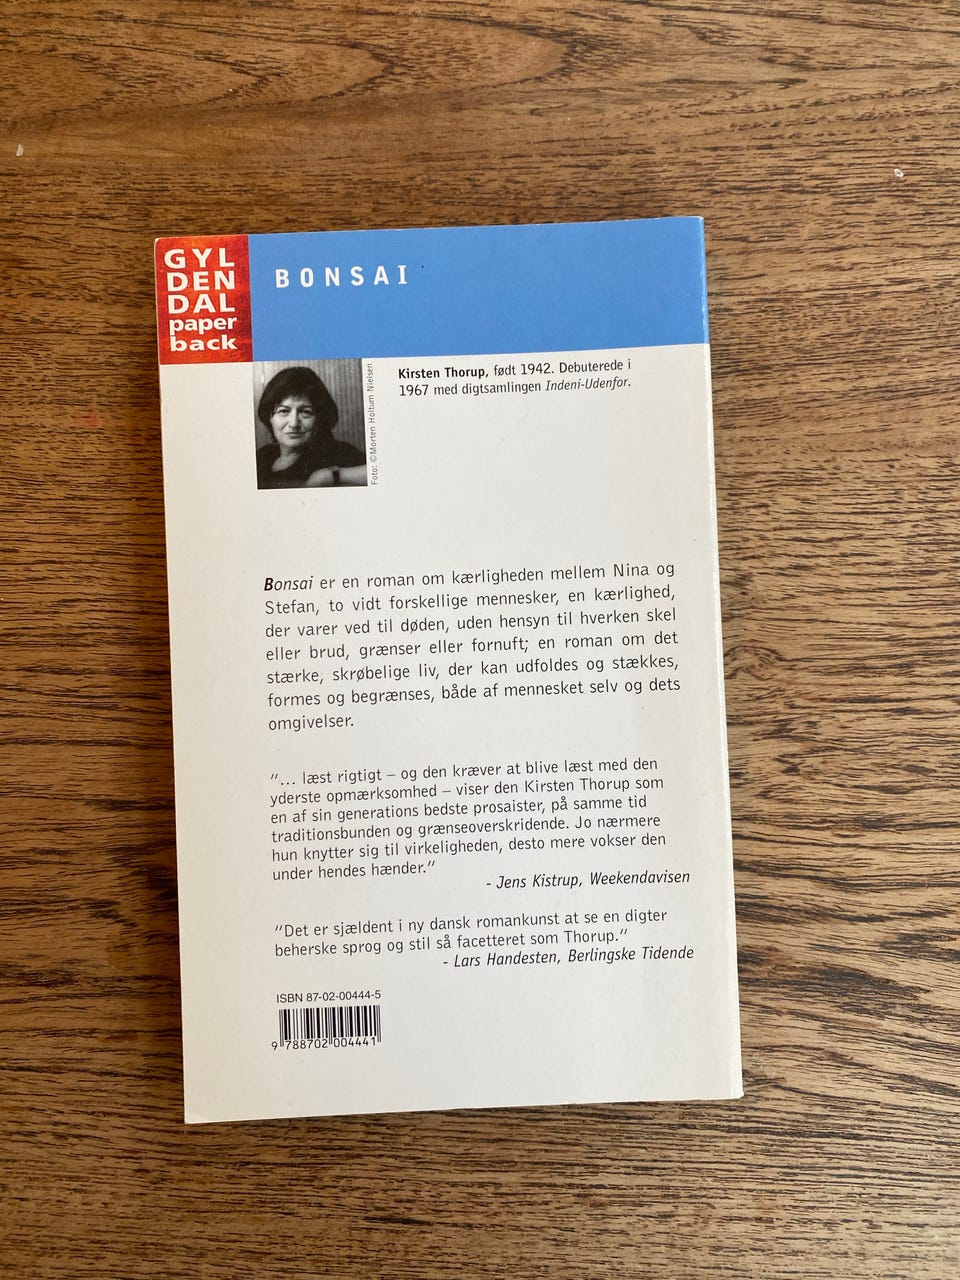 GYL
DEN
DAL
paper
back
BONSAI
Kirsten Thorup, født 1942. Debuterede i
1967 med digtsamlingen Indeni-Udenfor.
Foto: ©Morten Holtum Nielsen
Bonsai er en roman om kærligheden mellem Nina og
Stefan, to vidt forskellige mennesker, en kærlighed,
der varer ved til døden, uden hensyn til hverken skel
eller brud, grænser eller fornuft; en roman om det
stærke, skrøbelige liv, der kan udfoldes og stækkes,
formes og begrænses, både af mennesket selv og dets
omgivelser.
"... læst rigtigt – og den kræver at blive læst med den
yderste opmærksomhed – viser den Kirsten Thorup som
en af sin generations bedste prosaister, på samme tid
traditionsbunden og grænseoverskridende. Jo nærmere
hun knytter sig til virkeligheden, desto mere vokser den
under hendes hænder."
- Jens Kistrup, Weekendavisen
"Det er sjældent i ny dansk romankunst at se en digter
beherske sprog og stil så facetteret som Thorup."
- Lars Handesten, Berlingske Tidende
ISBN 87-02-00444-5
9 788702 004441